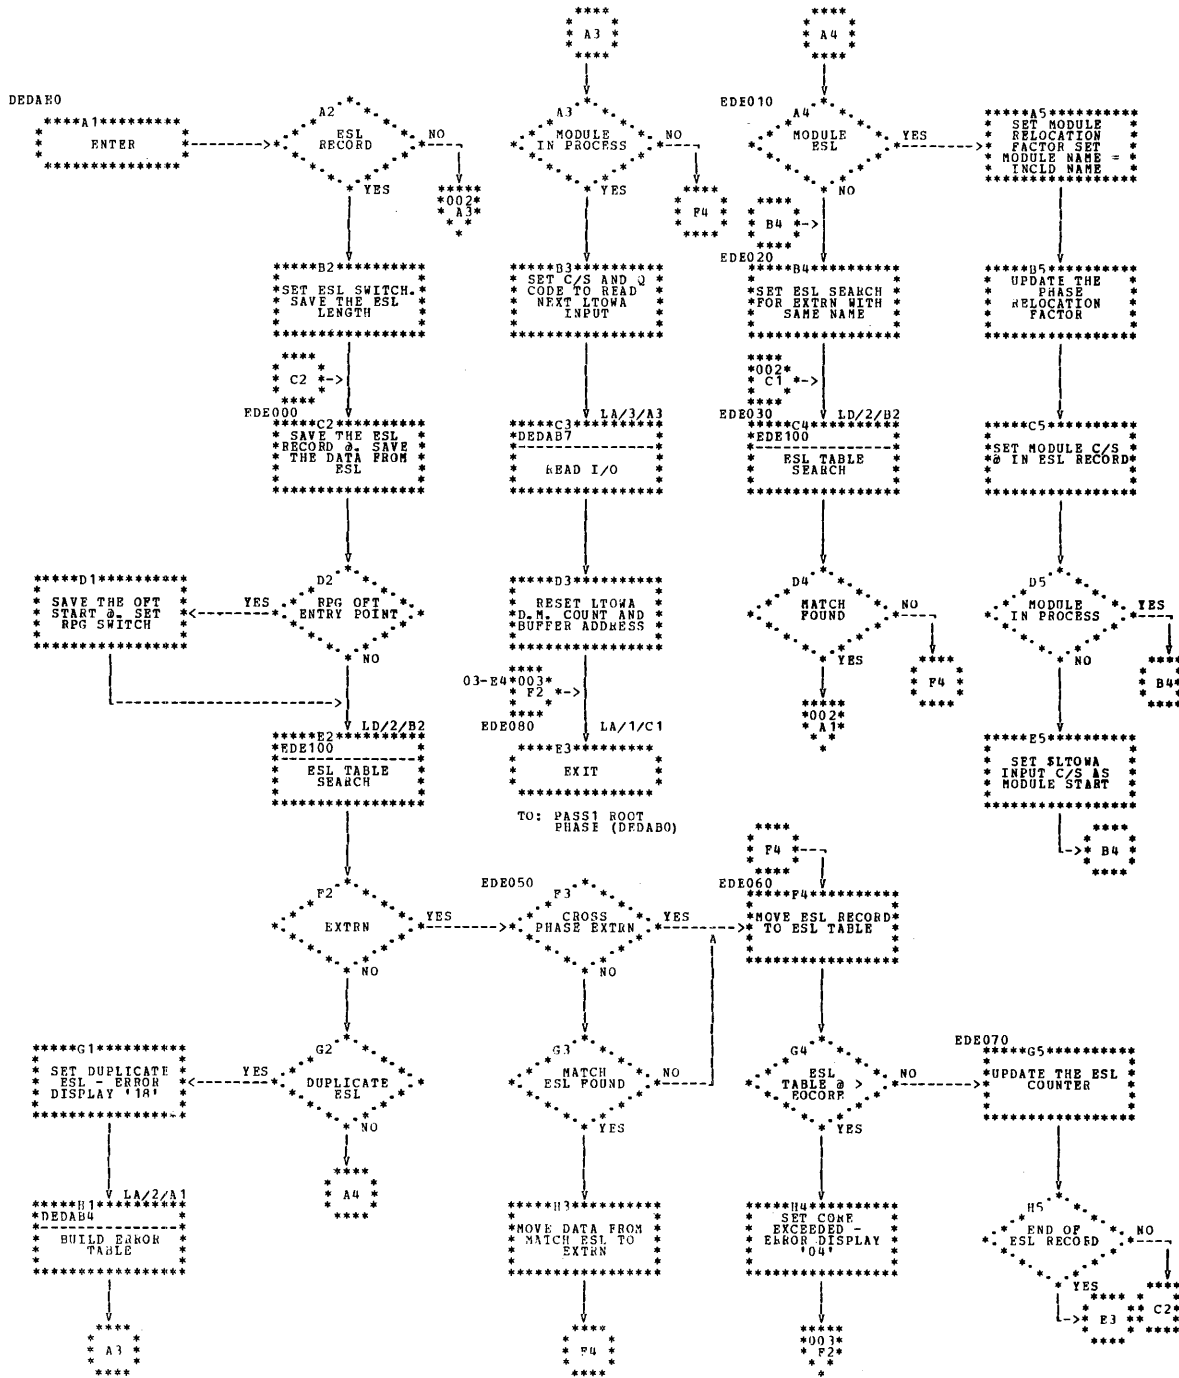 A3
A4
DEDAE0
A1
ENTER
A2
ESL
RECORD
NO
YES
002
A3
A3
MODULE
IN PROCESS
NO
YES
F4
EDE010
A4
MODULE
ESL
YES
NO
A5
SET MODULE
RELOCATION
FACTOR SET
MODULE NAME =
INCLD NAME
B4
B2
SET ESL SWITCH.
SAVE THE ESL
LENGTH
B3
SET C/S AND Q
CODE TO READ
NEXT LTOWA
INPUT
EDE020
B4
SET ESL SEARCH
FOR EXTRN WITH
SAME NAME
B5
UPDATE THE
PHASE
RELOCATION
FACTOR
C2
002
C1
EDE000
C2
SAVE THE ESL
RECORD @. SAVE
THE DATA FROM
ESL
LA/3/A3
C3
DEDAB7
READ I/O
EDE030
LD/2/B2
C4
EDE100
ESL TABLE
SEARCH
C5
SET MODULE C/S
@ IN ESL RECORD
D1
SAVE THE OFT
START @. SET
RPG SWITCH
YES
D2
RPG OFT
ENTRY POINT
NO
D3
RESET LTOWA
D.M. COUNT AND
BUFFER ADDRESS
D4
MATCH
FOUND
NO
YES
F4
002
A1
D5
MODULE
IN PROCESS
YES
NO
B4
03-E4
003
F2
LD/2/B2
E2
EDE100
ESL TABLE
SEARCH
EDE080
LA/1/C1
E3
EXIT
TO: PASS1 ROOT
PHASE (DEDAB0)
E5
SET $LTOWA
INPUT C/S AS
MODULE START
B4
F4
F2
EXTRN
YES
NO
EDE050
F3
CROSS
PHASE EXTRN
YES
NO
EDE060
F4
MOVE ESL RECORD
TO ESL TABLE
G1
SET DUPLICATE
ESL - ERROR
DISPLAY '18'
YES
G2
DUPLICATE
ESL
NO
A4
G3
MATCH
ESL FOUND
NO
YES
G4
ESL
TABLE @ >
EOCORE
NO
YES
EDE070
G5
UPDATE THE ESL
COUNTER
LA/2/A1
H1
DEDAB4
BUILD ERROR
TABLE
H3
MOVE DATA FROM
MATCH ESL TO
EXTRN
H4
SET CORE
EXCEEDED -
ERROR DISPLAY
'04'
H5
END OF
ESL RECORD
NO
YES
E3
C2
A3
F4
003
F2